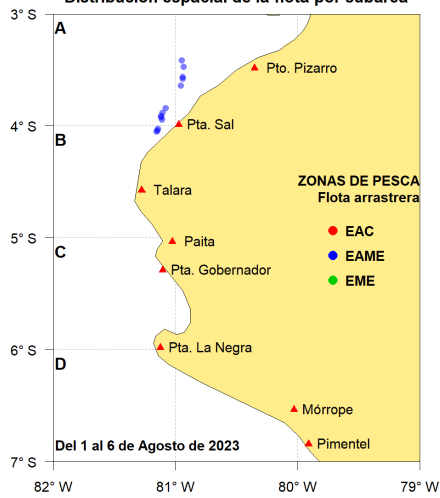 Distribución espacial de la flota por subárea
3° S
A
Pto. Pizarro
4° S
Pta. Sal
B
ZONAS DE PESCA
Talara
Flota arrastrera
EAC
5° S
Paita
C
EAME
Pta. Gobernador
EME
6° S
Pta. La Negra
D
Mórrope
Del 1 al 6 de Agosto de 2023
Pimentel
7° S
82° W
81° W
80° W
79° W